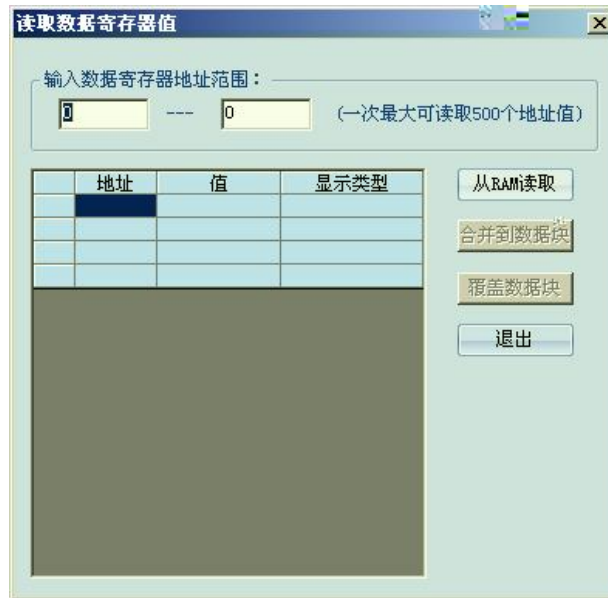 读取数据寄存器值
输入数据寄存器地址范围：
0 --- 0 (一次最大可读取500个地址值)
地址 值 显示类型
从RAM读取
合并到数据块
覆盖数据块
退出